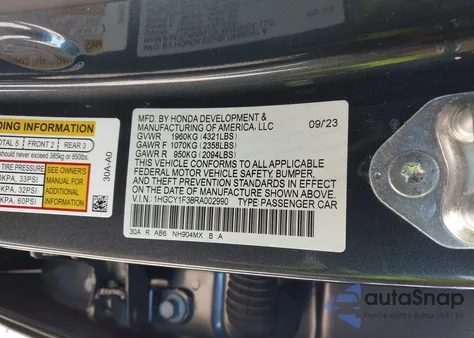 DING INFORMATION
TOTAL 5 FRONT 2 REAR 3
should never exceed 385kg or 850lbs.
KPA, 33PSI
KPA, 32PSI
KPA, 60PSI
SEE OWNER'S
MANUAL FOR
ADDITIONAL
INFORMATION
30A-A0
MFD. BY HONDA DEVELOPMENT &
MANUFACTURING OF AMERICA, LLC 09/23
GVWR 1960KG (4321LBS)
GAWR F 1070KG (2358LBS)
GAWR R 950KG (2094LBS)
THIS VEHICLE CONFORMS TO ALL APPLICABLE
FEDERAL MOTOR VEHICLE SAFETY, BUMPER,
AND THEFT PREVENTION STANDARDS IN EFFECT
ON THE DATE OF MANUFACTURE SHOWN ABOVE.
V.I.N.: 1HGCY1F38RA002990 TYPE PASSENGER CAR
30A R AB6 NH904MX B A
autoSnap